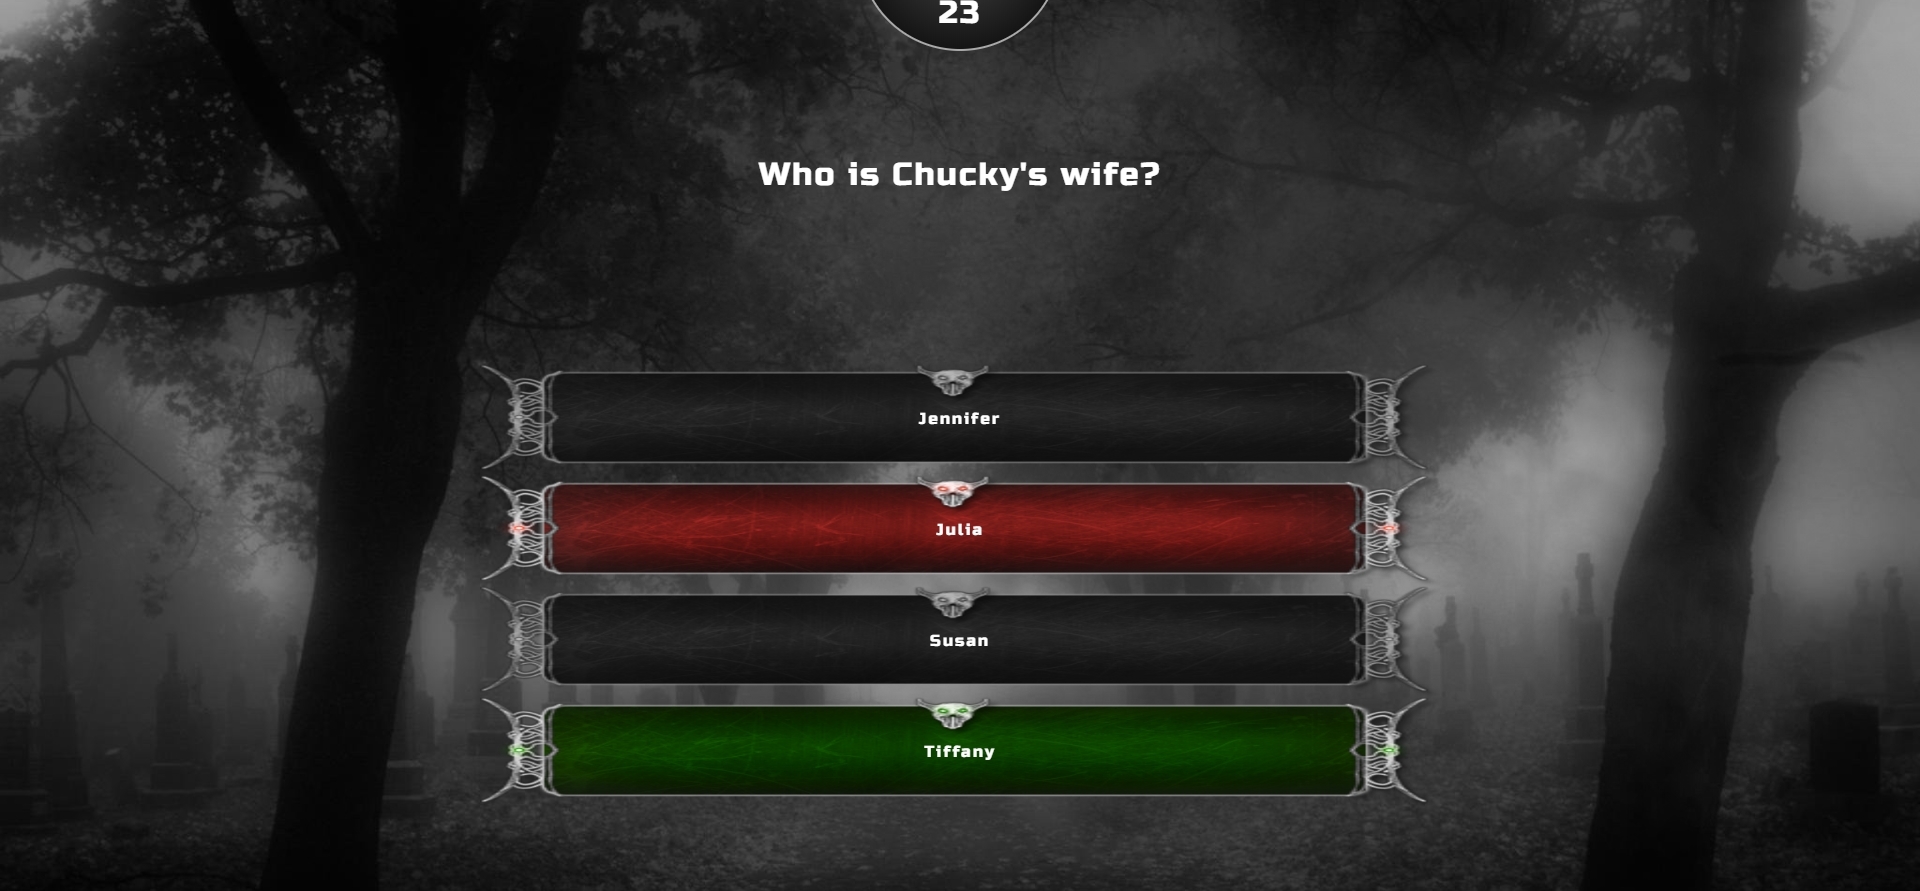 23
Who is Chucky's wife?
Jennifer
Julia
Susan
Tiffany